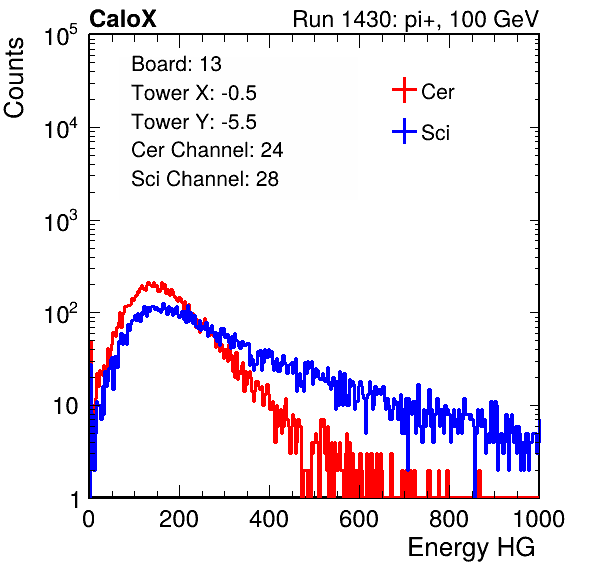 CaloX Run 1430: pi+, 100 GeV
Counts
10^5
10^4
10^3
10^2
10
1
Board: 13
Tower X: -0.5
Tower Y: -5.5
Cer Channel: 24
Sci Channel: 28
Cer
Sci
0 200 400 600 800 1000
Energy HG